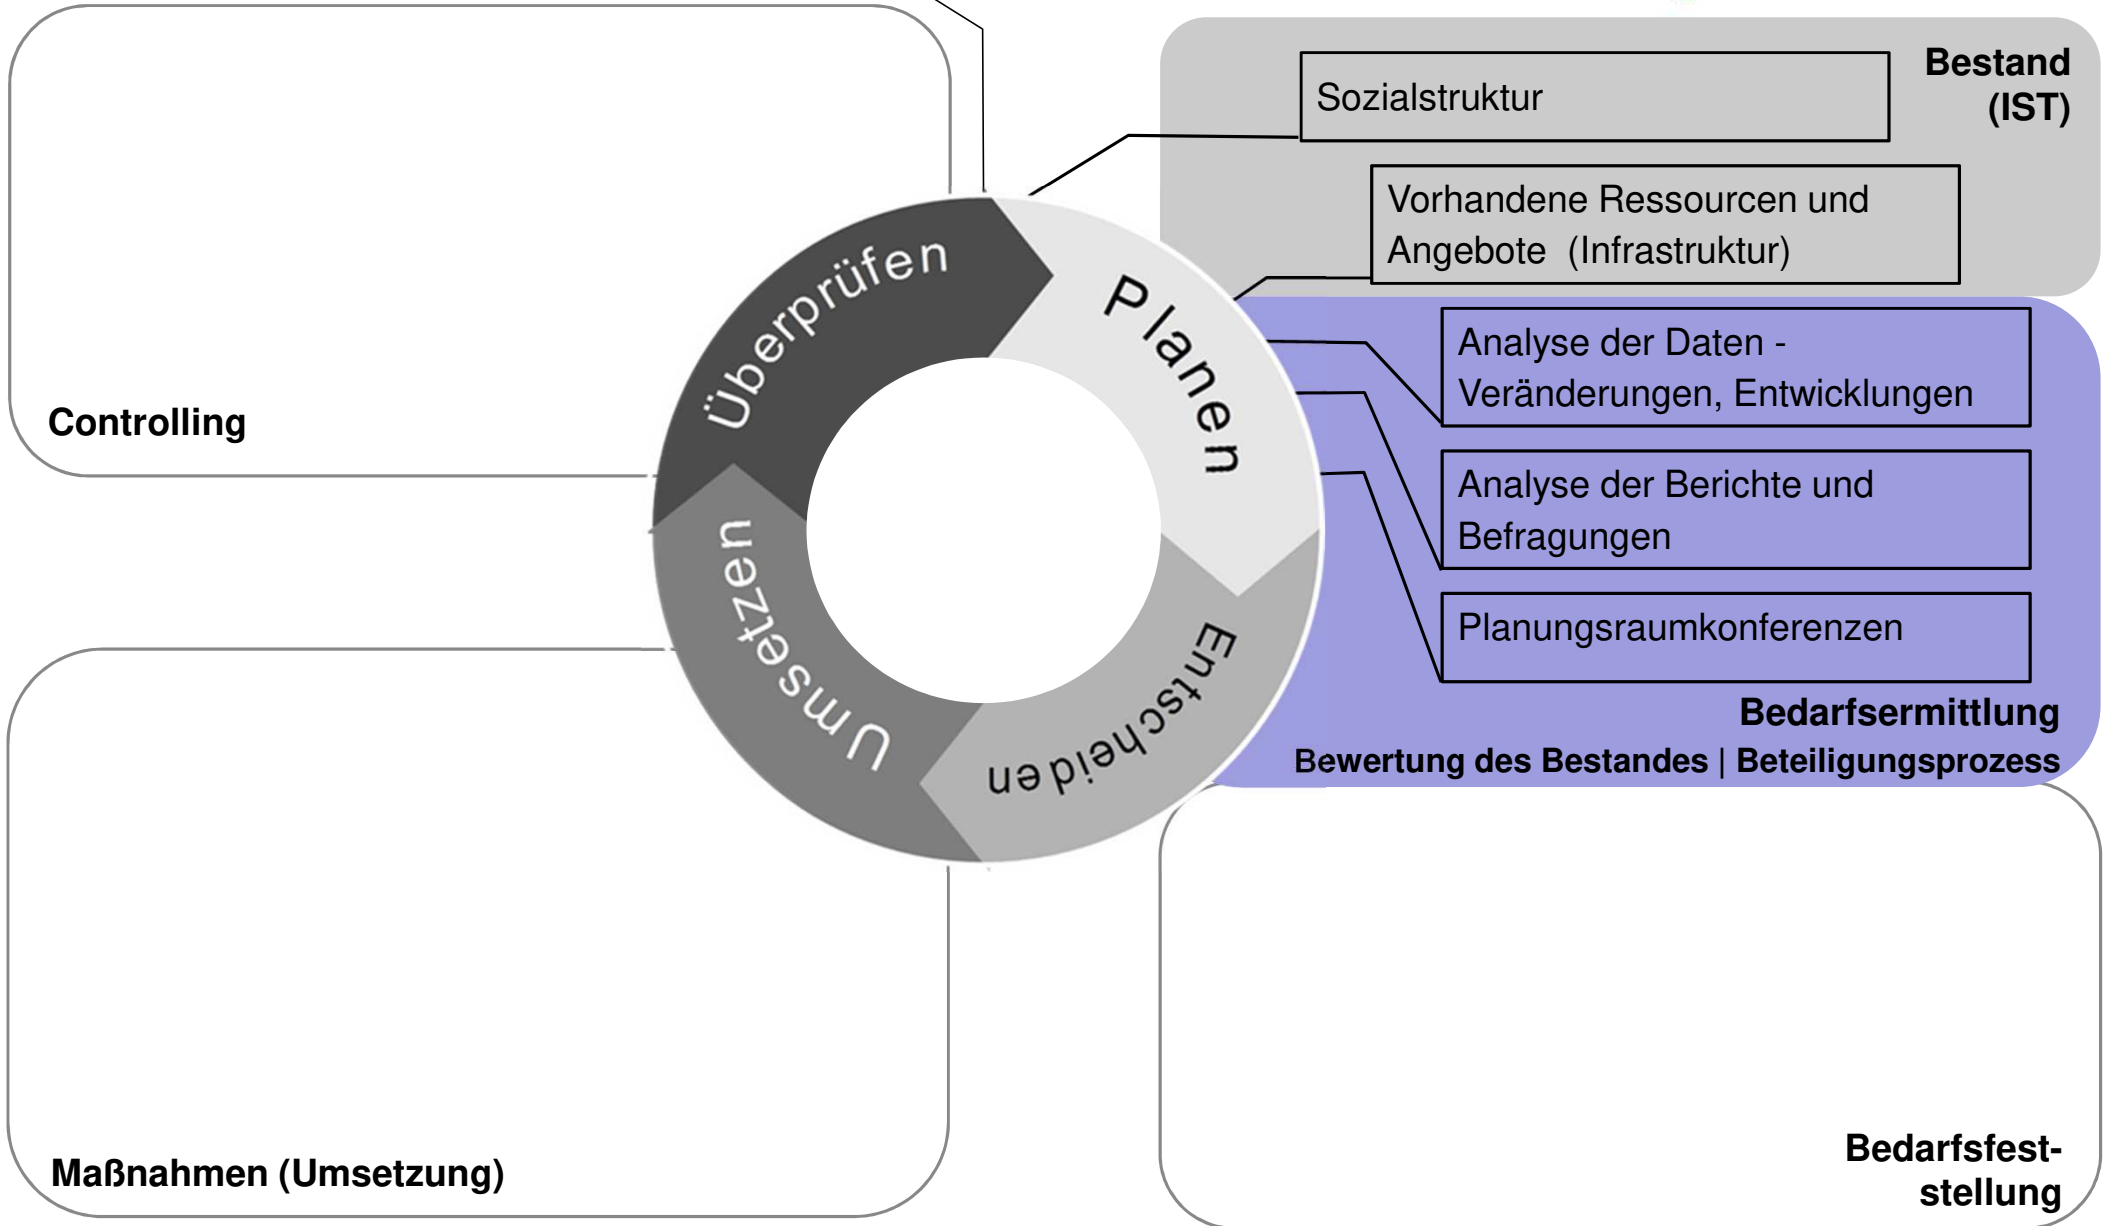 Bestand
(IST)
Sozialstruktur
Vorhandene Ressourcen und
Angebote (Infrastruktur)
Analyse der Daten -
Veränderungen, Entwicklungen
Analyse der Berichte und
Befragungen
Planungsraumkonferenzen
Bedarfsermittlung
Bewertung des Bestandes | Beteiligungsprozess
Überprüfen
Planen
Entscheiden
Umsetzen
Controlling
Maßnahmen (Umsetzung)
Bedarfsfest-
stellung